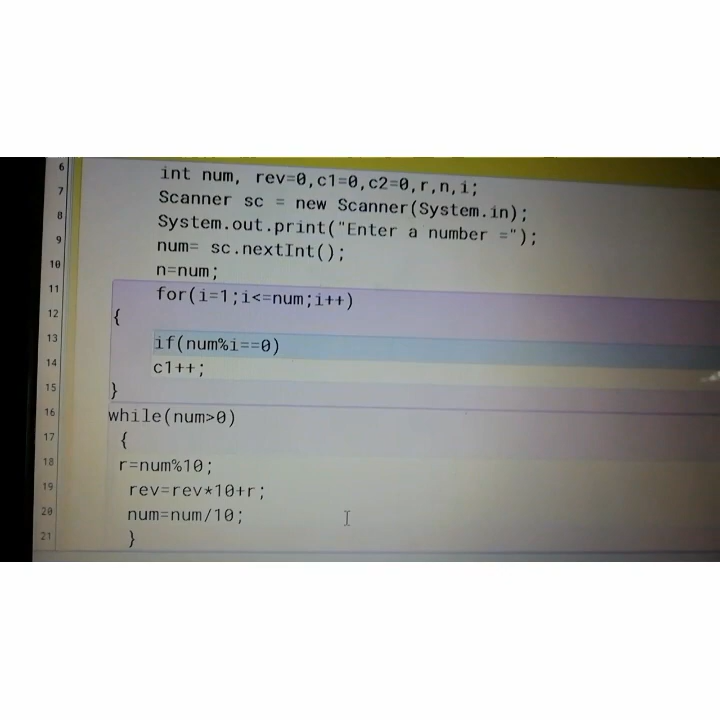 6 int num, rev=0,c1=0,c2=0,r,n,i;
7 Scanner sc = new Scanner(System.in);
8 System.out.print("Enter a number =");
9 num= sc.nextInt();
10 n=num;
11 for(i=1;i<=num;i++)
12 {
13 if(num%i==0)
14 c1++;
15 }
16 while(num>0)
17 {
18 r=num%10;
19 rev=rev*10+r;
20 num=num/10;
21 }